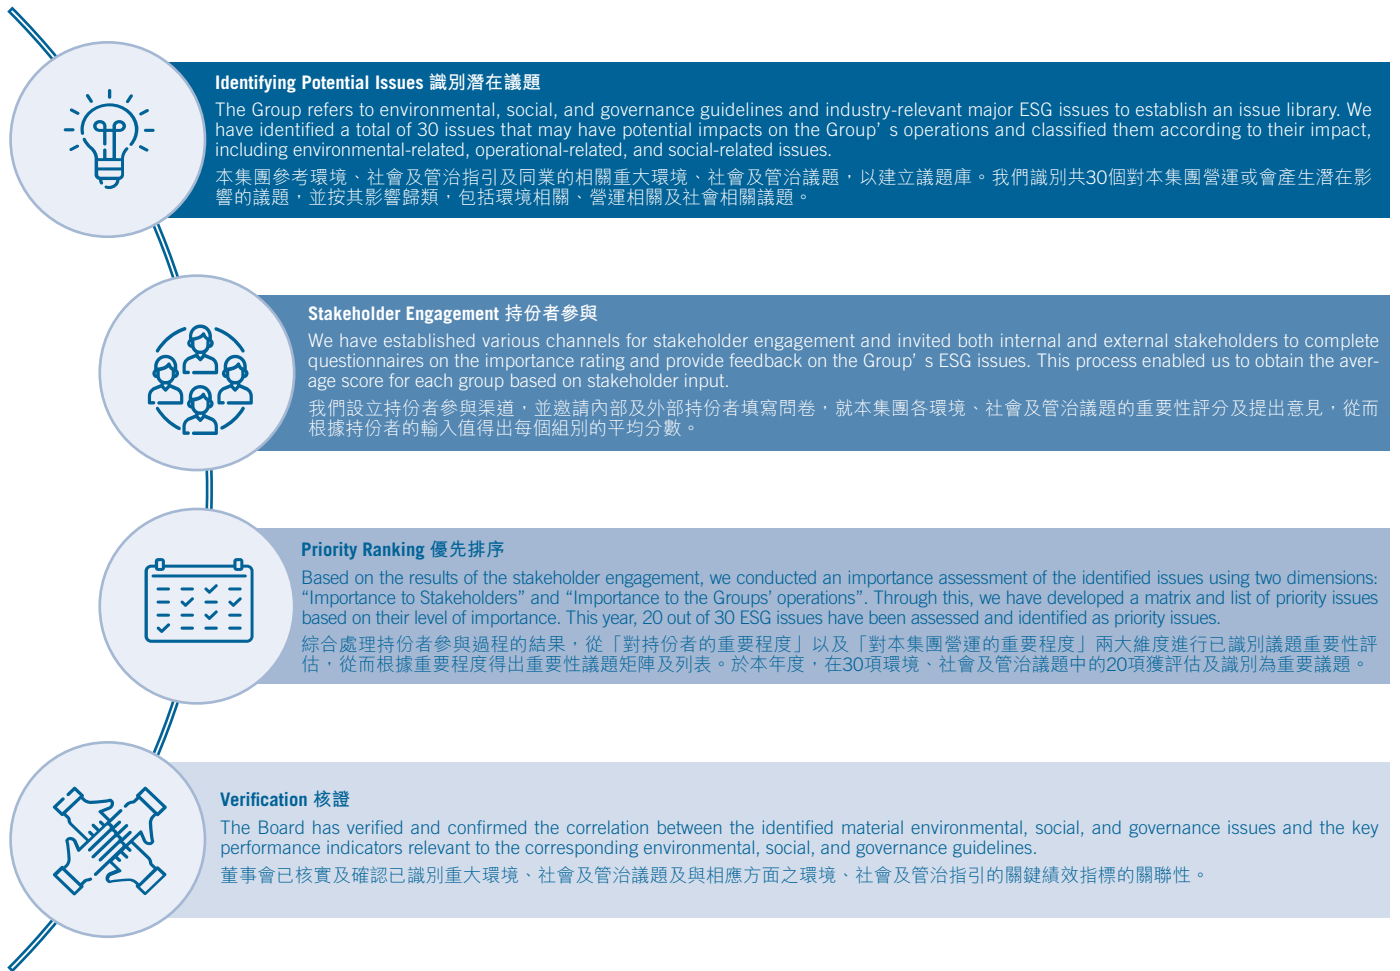 Identifying Potential Issues 識別潛在議題
The Group refers to environmental, social, and governance guidelines and industry-relevant major ESG issues to establish an issue library. We
have identified a total of 30 issues that may have potential impacts on the Group’ s operations and classified them according to their impact,
including environmental-related, operational-related, and social-related issues.
本集團參考環境、社會及管治指引及同業的相關重大環境、社會及管治議題，以建立議題庫。我們識別共30個對本集團營運或會產生潛在影
響的議題，並按其影響歸類，包括環境相關、營運相關及社會相關議題。
Stakeholder Engagement 持份者參與
We have established various channels for stakeholder engagement and invited both internal and external stakeholders to complete
questionnaires on the importance rating and provide feedback on the Group’ s ESG issues. This process enabled us to obtain the aver-
age score for each group based on stakeholder input.
我們設立持份者參與渠道，並邀請內部及外部持份者填寫問卷，就本集團各環境、社會及管治議題的重要性評分及提出意見，從而
根據持份者的輸入值得出每個組別的平均分數。
Priority Ranking 優先排序
Based on the results of the stakeholder engagement, we conducted an importance assessment of the identified issues using two dimensions:
“Importance to Stakeholders” and “Importance to the Groups’ operations”. Through this, we have developed a matrix and list of priority issues
based on their level of importance. This year, 20 out of 30 ESG issues have been assessed and identified as priority issues.
綜合處理持份者參與過程的結果，從「對持份者的重要程度」以及「對本集團營運的重要程度」兩大維度進行已識別議題重要性評
估，從而根據重要程度得出重要性議題矩陣及列表。於本年度，在30項環境、社會及管治議題中的20項獲評估及識別為重要議題。
Verification 核證
The Board has verified and confirmed the correlation between the identified material environmental, social, and governance issues and the key
performance indicators relevant to the corresponding environmental, social, and governance guidelines.
董事會已核實及確認已識別重大環境、社會及管治議題及與相應方面之環境、社會及管治指引的關鍵績效指標的關聯性。